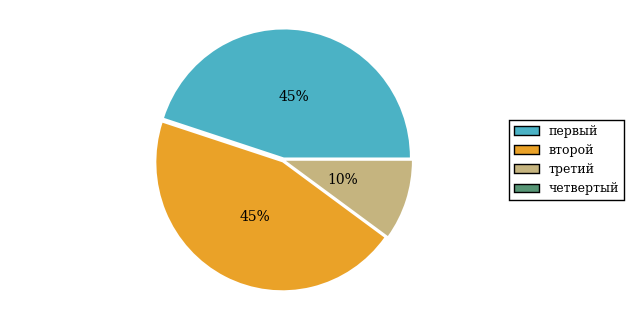 45%
45%
10%
первый
второй
третий
четвертый